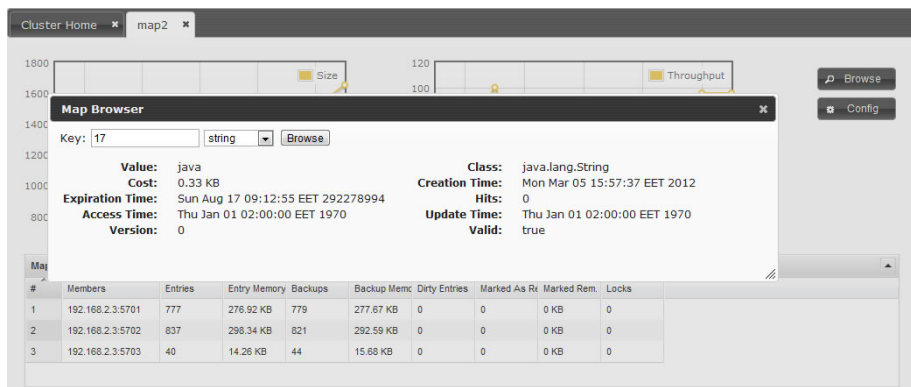 Cluster Home × map2 ×
1800 Size 120 Throughput
1600 100
Browse
Config
1400
1200
1000
800
Map Browser ×
Key: 17 string Browse
Value: java Class: java.lang.String
Cost: 0.33 KB Creation Time: Mon Mar 05 15:57:37 EET 2012
Expiration Time: Sun Aug 17 09:12:55 EET 292278994 Hits: 0
Access Time: Thu Jan 01 02:00:00 EET 1970 Update Time: Thu Jan 01 02:00:00 EET 1970
Version: 0 Valid: true
Map
# Members Entries Entry Memory Backups Backup Memo Dirty Entries Marked As Re Marked Rem. Locks
1 192.168.2.3:5701 777 276.92 KB 779 277.67 KB 0 0 0 KB 0
2 192.168.2.3:5702 837 298.34 KB 821 292.59 KB 0 0 0 KB 0
3 192.168.2.3:5703 40 14.26 KB 44 15.68 KB 0 0 0 KB 0